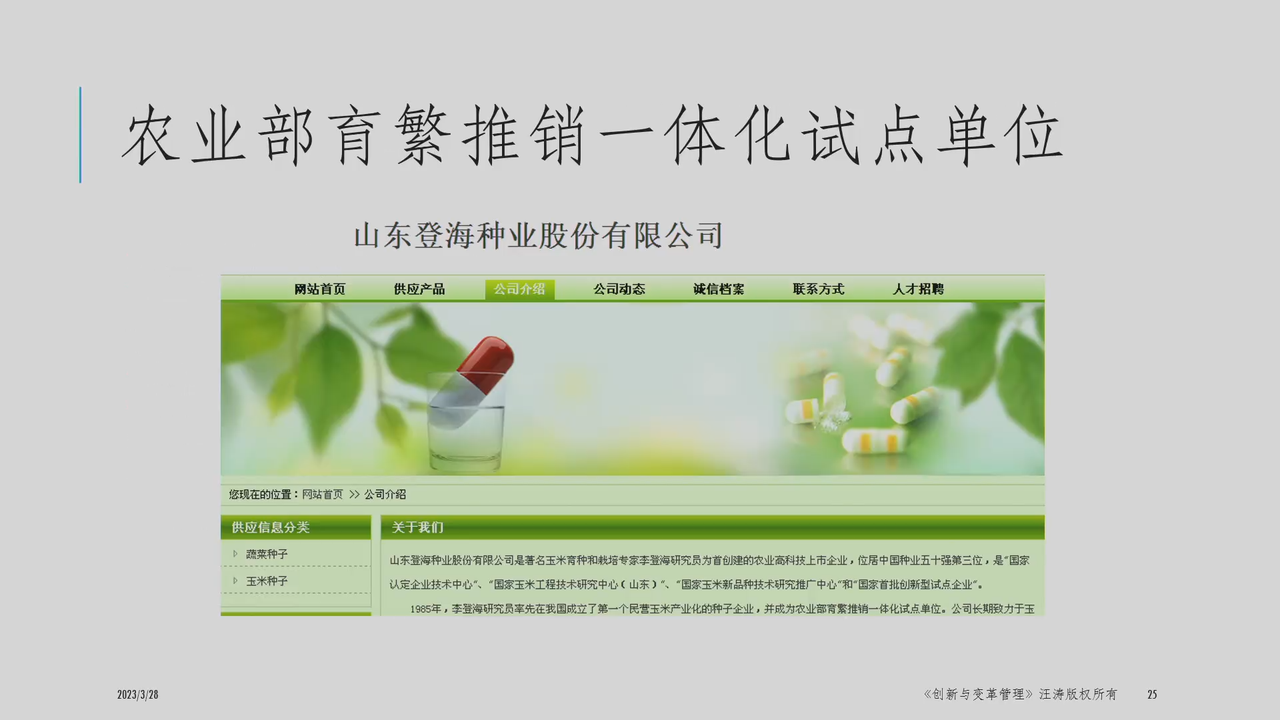 农业部育繁推销一体化试点单位
山东登海种业股份有限公司
网站首页 供应产品 公司介绍 公司动态 诚信档案 联系方式 人才招聘
您现在的位置：网站首页 >> 公司介绍
供应信息分类
蔬菜种子
玉米种子
关于我们
山东登海种业股份有限公司是著名玉米育种和栽培专家李登海研究员为首创建的农业高科技上市企业，位居中国种业五十强第三位，是“国家
认定企业技术中心”、“国家玉米工程技术研究中心（山东）”、“国家玉米新品种技术研究推广中心”和“国家首批创新型试点企业”。
1985年，李登海研究员率先在我国成立了第一个民营玉米产业化的种子企业，并成为农业部育繁推销一体化试点单位。公司长期致力于玉
2023/3/28
《创新与变革管理》汪涛版权所有
25